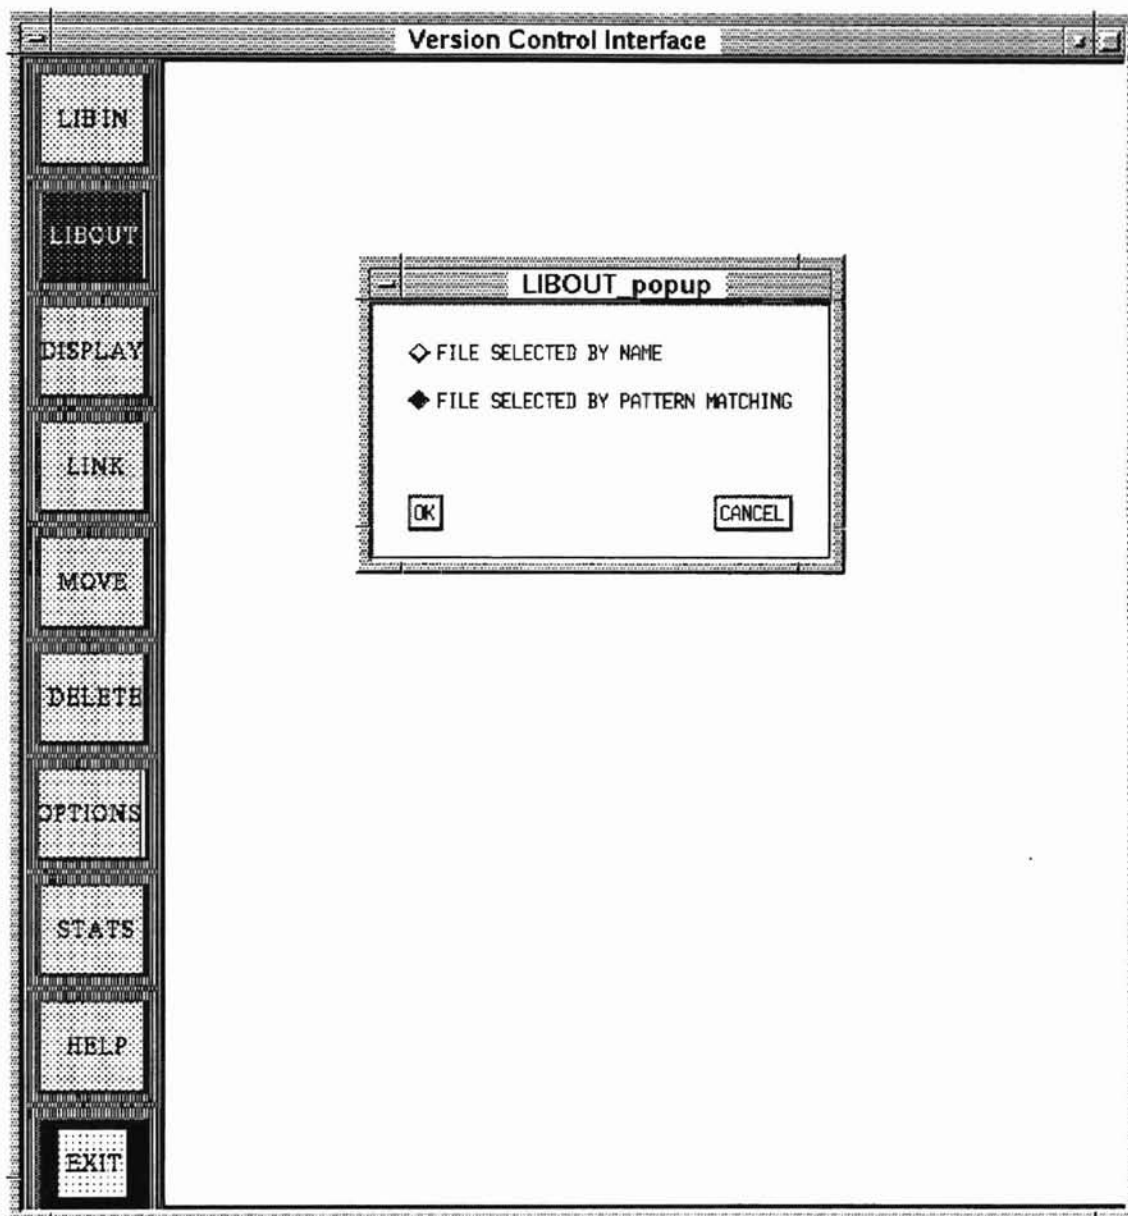 Version Control Interface
LIBIN
LIBOUT
DISPLAY
LINK
MOVE
DELETE
OPTIONS
STATS
HELP
EXIT
LIBOUT_popup
FILE SELECTED BY NAME
FILE SELECTED BY PATTERN MATCHING
OK
CANCEL